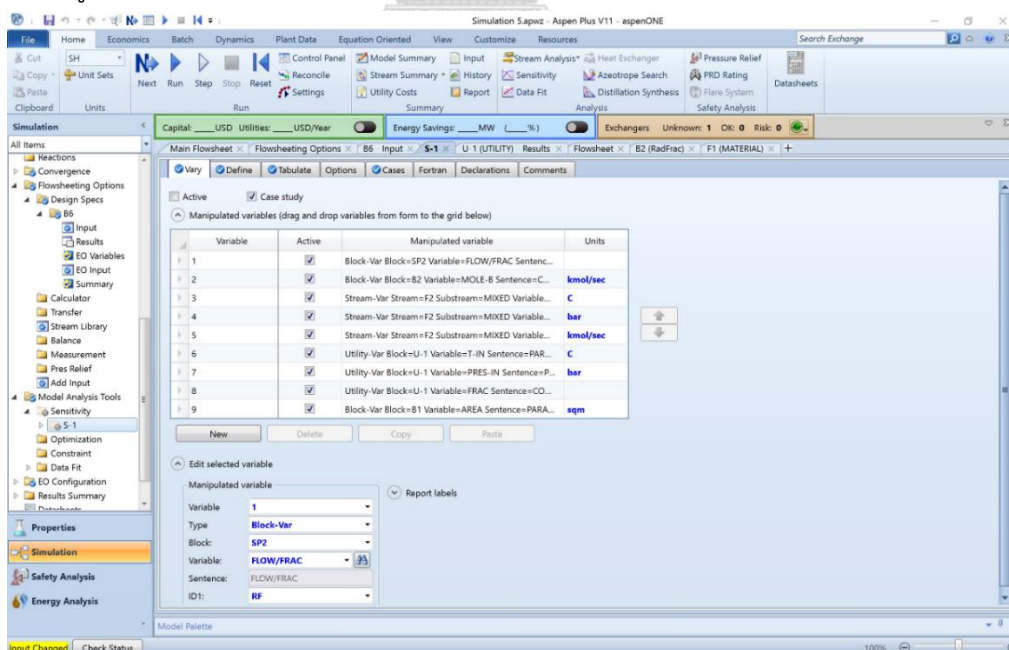 Simulation 5.apwz - Aspen Plus V11 - aspenONE
File Home Economics Batch Dynamics Plant Data Equation Oriented View Customize Resources Search Exchange
Cut SH Control Panel Model Summary Input Stream Analysis Heat Exchanger Pressure Relief
Copy Unit Sets Next Run Step Stop Reset Reconcile Stream Summary History Sensitivity Azeotrope Search PRD Rating Datasheets
Paste Settings Utility Costs Report Data Fit Distillation Synthesis Flare System
Clipboard Units Run Summary Analysis Safety Analysis
Simulation Capital: ____USD Utilities: ____USD/Year Energy Savings: ____MW (____%) Exchangers Unknown: 1 OK: 0 Risk: 0
All Items Main Flowsheet Flowsheeting Options B6 Input S-1 U 1 (UTILITY) Results Flowsheet B2 (RadFrac) F1 (MATERIAL) +
Reactions
Convergence
Flowsheeting Options
Design Specs
B6
Input
Results
EO Variables
EO Input
Summary
Calculator
Transfer
Stream Library
Balance
Measurement
Pres Relief
Add Input
Model Analysis Tools
Sensitivity
S-1
Optimization
Constraint
Data Fit
EO Configuration
Results Summary
Datasheets
Properties
Simulation
Safety Analysis
Energy Analysis
Vary Define Tabulate Options Cases Fortran Declarations Comments
Active Case study
Manipulated variables (drag and drop variables from form to the grid below)
Variable Active Manipulated variable Units
1 Block-Var Block=SP2 Variable=FLOW/FRAC Sentenc...
2 Block-Var Block=B2 Variable=MOLE-B Sentence=C... kmol/sec
3 Stream-Var Stream=F2 Substream=MIXED Variable... C
4 Stream-Var Stream=F2 Substream=MIXED Variable... bar
5 Stream-Var Stream=F2 Substream=MIXED Variable... kmol/sec
6 Utility-Var Block=U-1 Variable=T-IN Sentence=PAR... C
7 Utility-Var Block=U-1 Variable=PRES-IN Sentence=P... bar
8 Utility-Var Block=U-1 Variable=FRAC Sentence=CO...
9 Block-Var Block=B1 Variable=AREA Sentence=PARA... sqm
New Delete Copy Paste
Edit selected variable
Manipulated variable
Report labels
Variable 1
Type Block-Var
Block: SP2
Variable: FLOW/FRAC
Sentence: FLOW/FRAC
ID1: RF
Model Palette
Input Changed Check Status 100%